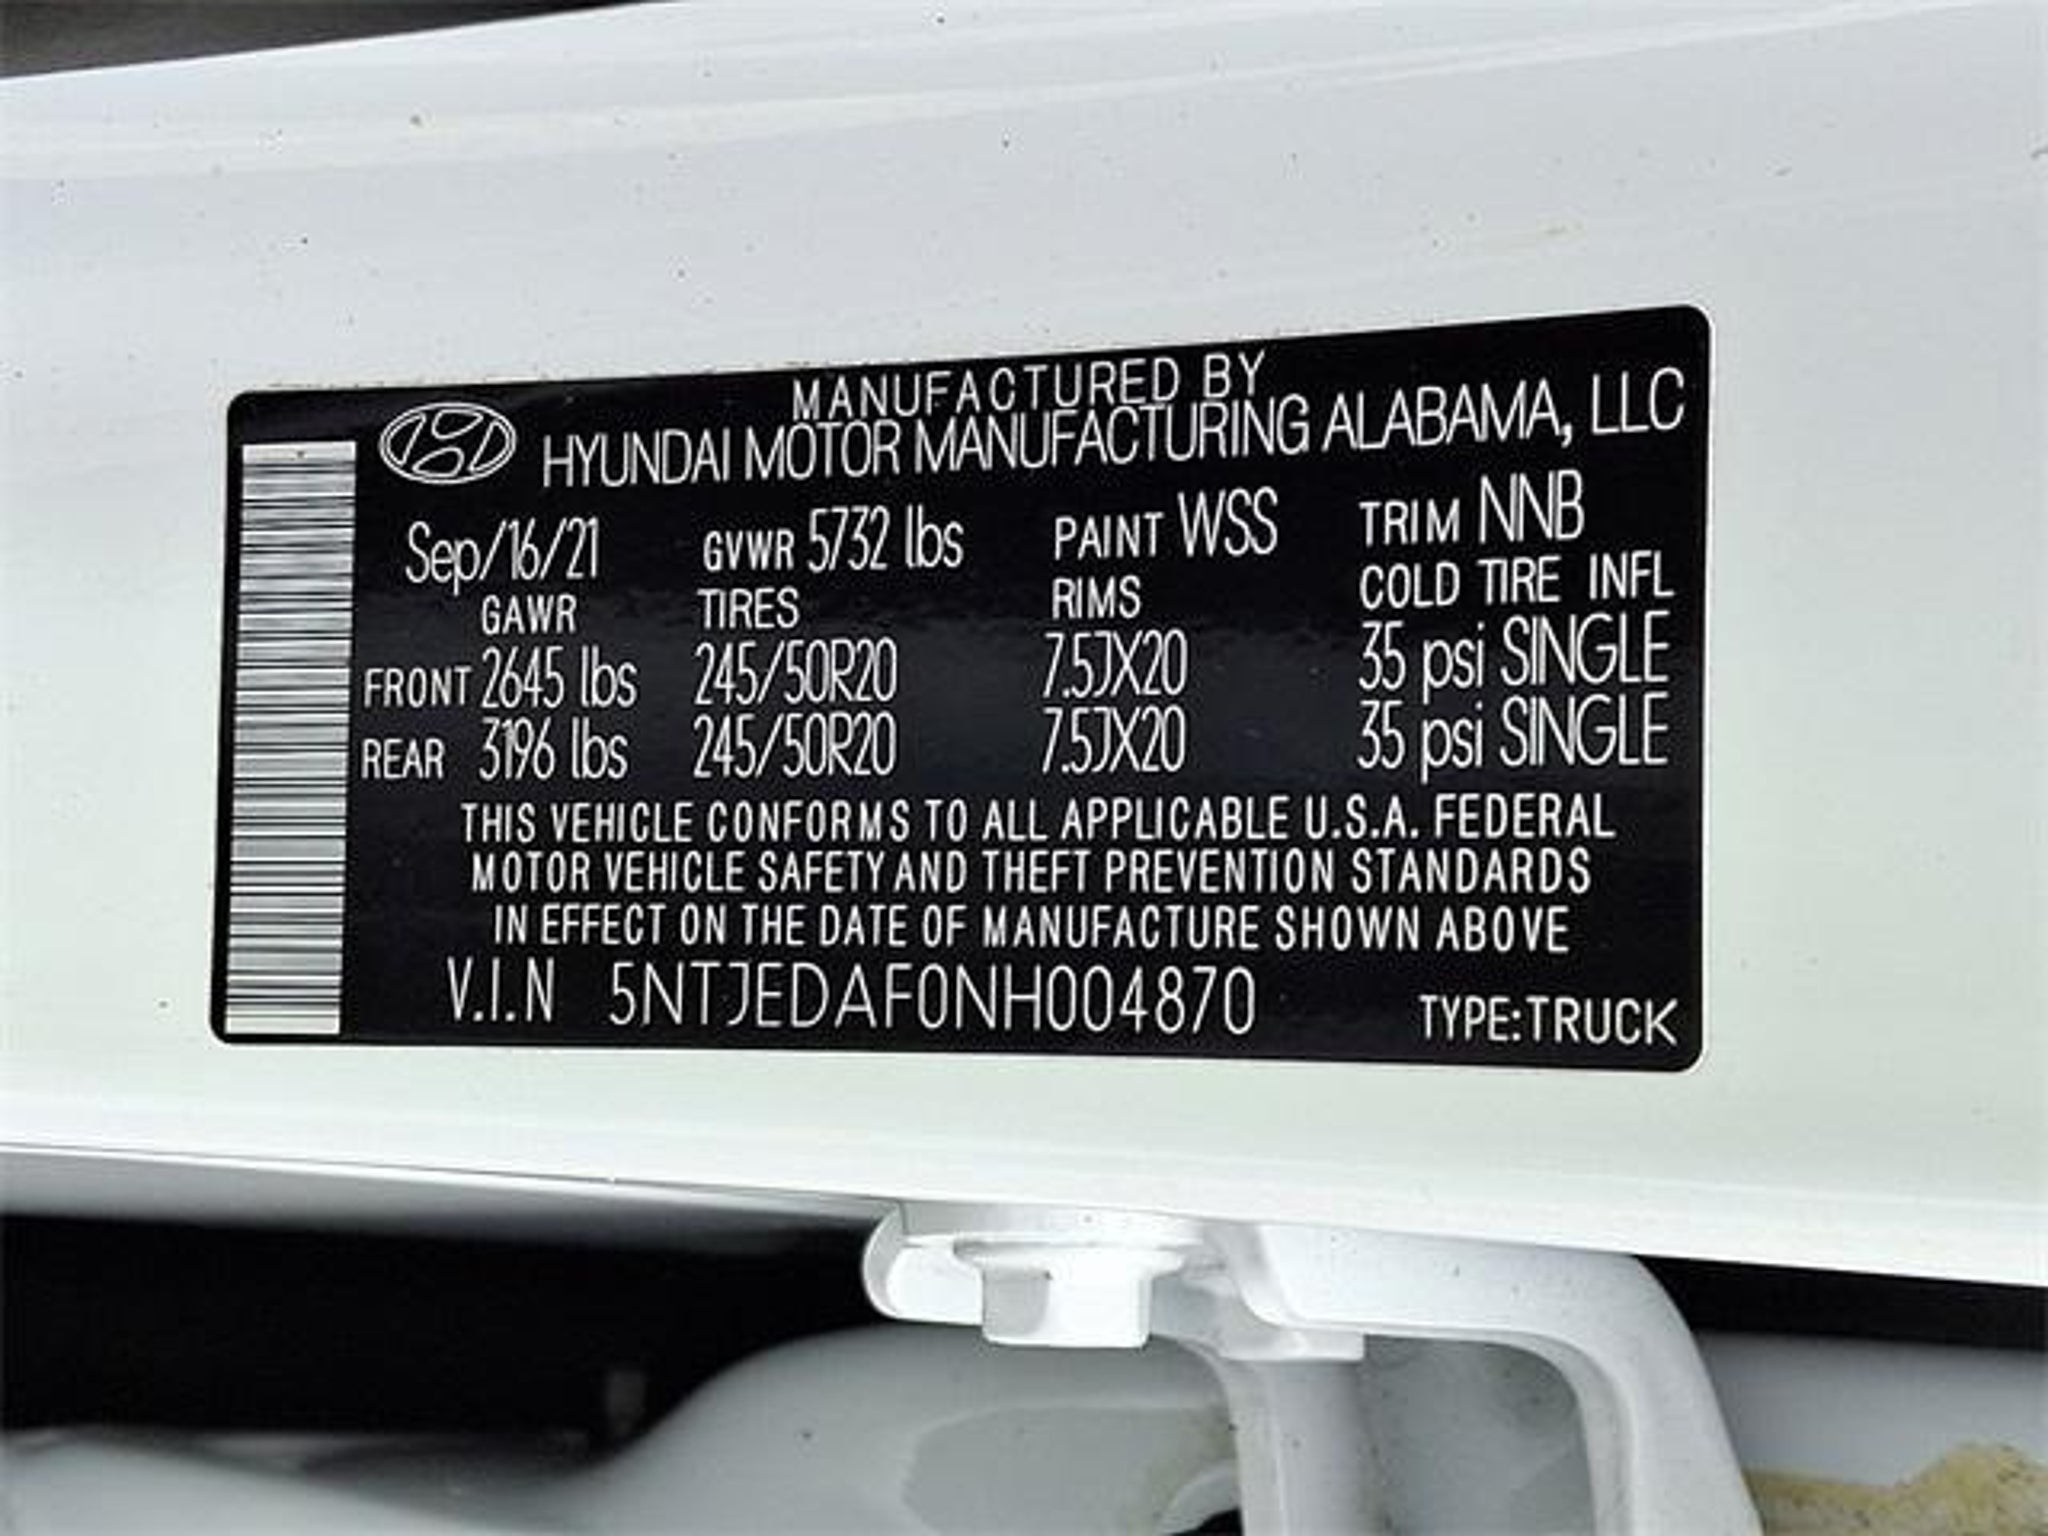 MANUFACTURED BY
HYUNDAI MOTOR MANUFACTURING ALABAMA, LLC
Sep/16/21 GVWR 5732 lbs PAINT WSS TRIM NNB
GAWR TIRES RIMS COLD TIRE INFL
FRONT 2645 lbs 245/50R20 7.5JX20 35 psi SINGLE
REAR 3196 lbs 245/50R20 7.5JX20 35 psi SINGLE
THIS VEHICLE CONFORMS TO ALL APPLICABLE U.S.A. FEDERAL
MOTOR VEHICLE SAFETY AND THEFT PREVENTION STANDARDS
IN EFFECT ON THE DATE OF MANUFACTURE SHOWN ABOVE
V.I.N 5NTJEDAF0NH004870 TYPE:TRUCK